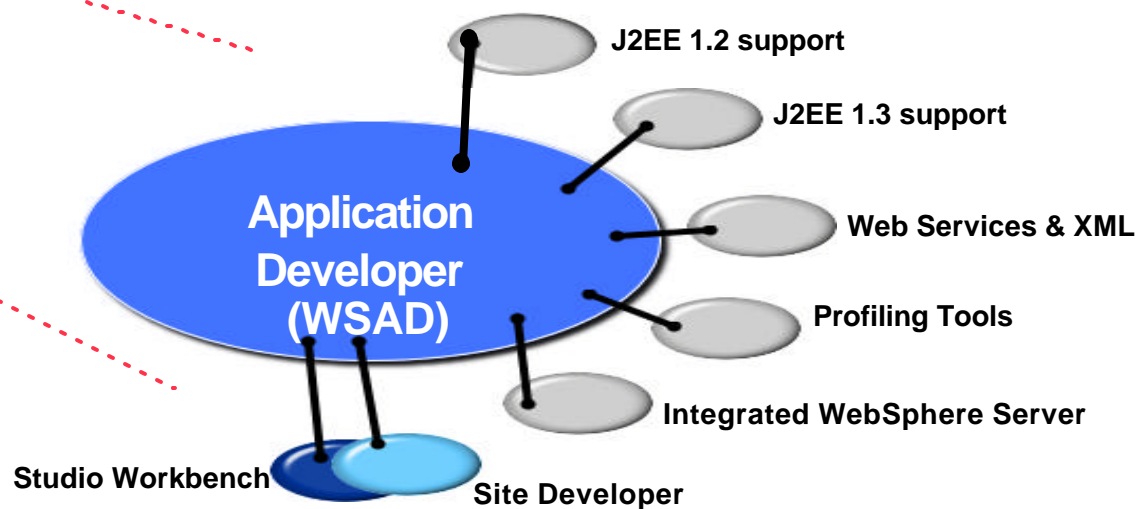 J2EE 1.2 support
J2EE 1.3 support
Application
Developer
(WSAD)
Web Services & XML
Profiling Tools
Integrated WebSphere Server
Studio Workbench
Site Developer